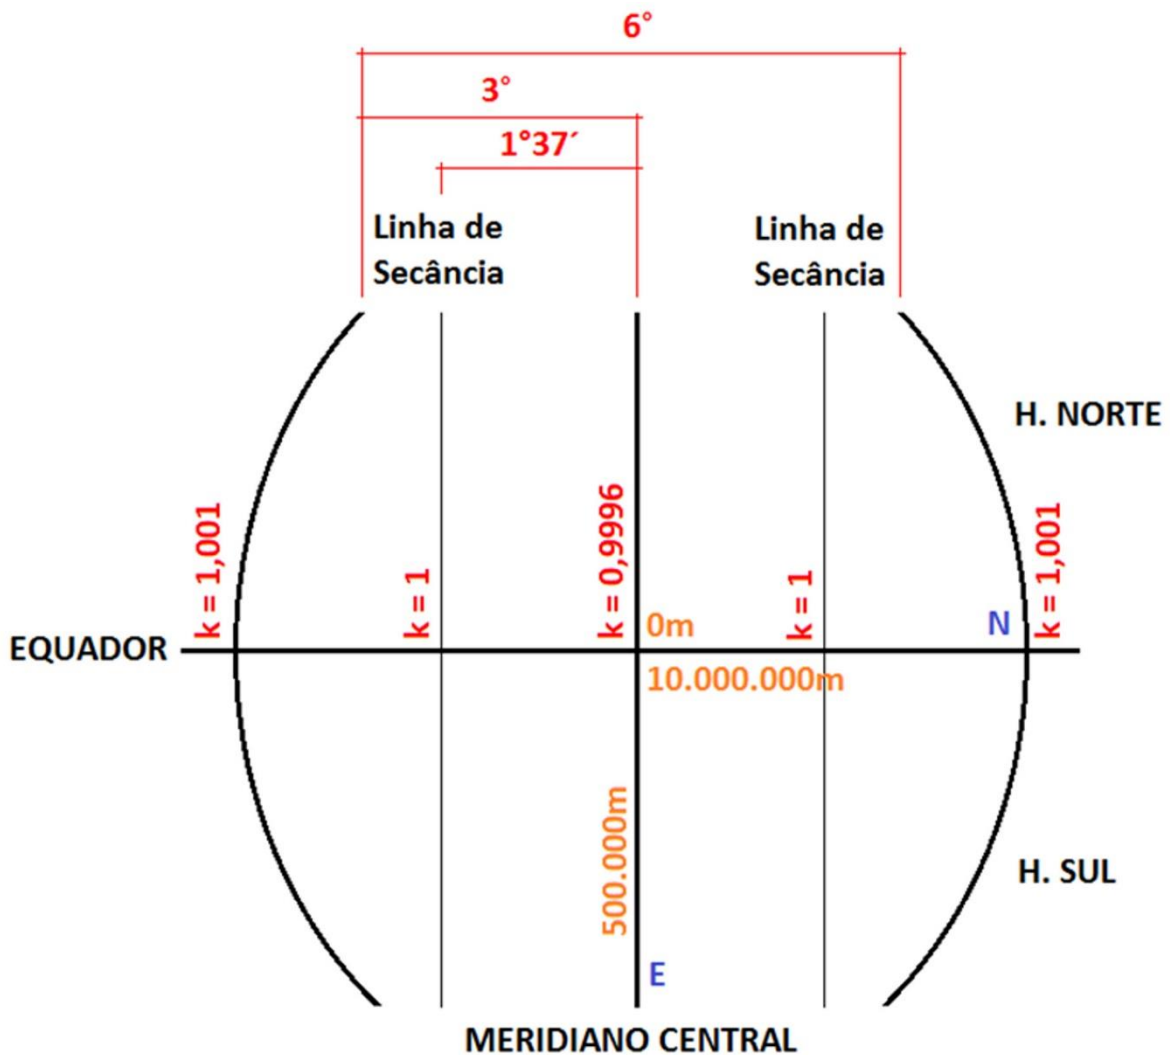 6°
3°
1°37´
Linha de
Secância
Linha de
Secância
H. NORTE
k = 1,001
k = 1
k = 0,9996
k = 1
k = 1,001
0m
N
EQUADOR
10.000.000m
500.000m
H. SUL
E
MERIDIANO CENTRAL